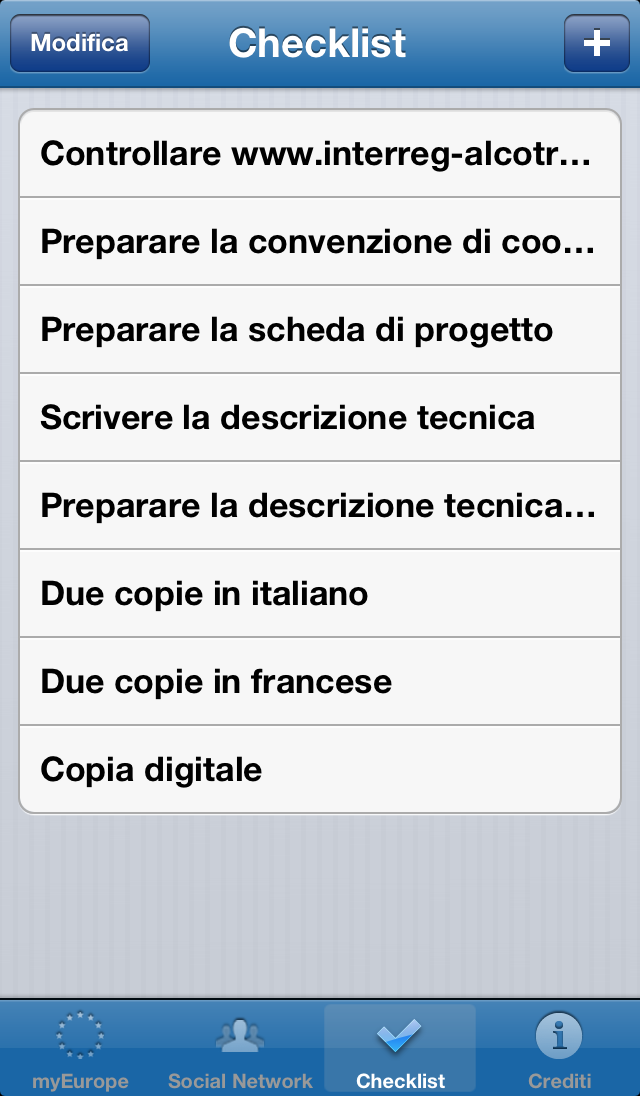 Modifica
Checklist
+
Controllare www.interreg-alcotr...
Preparare la convenzione di coo...
Preparare la scheda di progetto
Scrivere la descrizione tecnica
Preparare la descrizione tecnica...
Due copie in italiano
Due copie in francese
Copia digitale
myEurope
Social Network
Checklist
Crediti